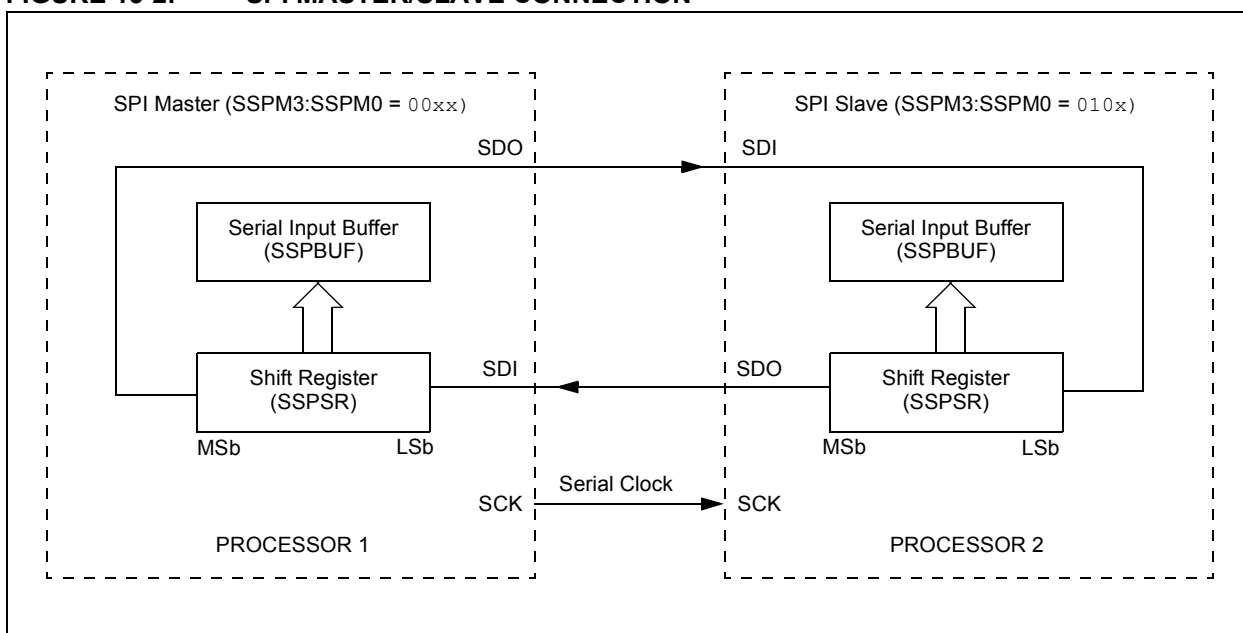 SPI Master (SSPM3:SSPM0 = 00xx)
SPI Slave (SSPM3:SSPM0 = 010x)
SDO
SDI
Serial Input Buffer
(SSPBUF)
Serial Input Buffer
(SSPBUF)
Shift Register
(SSPSR)
SDI
SDO
Shift Register
(SSPSR)
MSb
LSb
MSb
LSb
Serial Clock
SCK
SCK
PROCESSOR 1
PROCESSOR 2